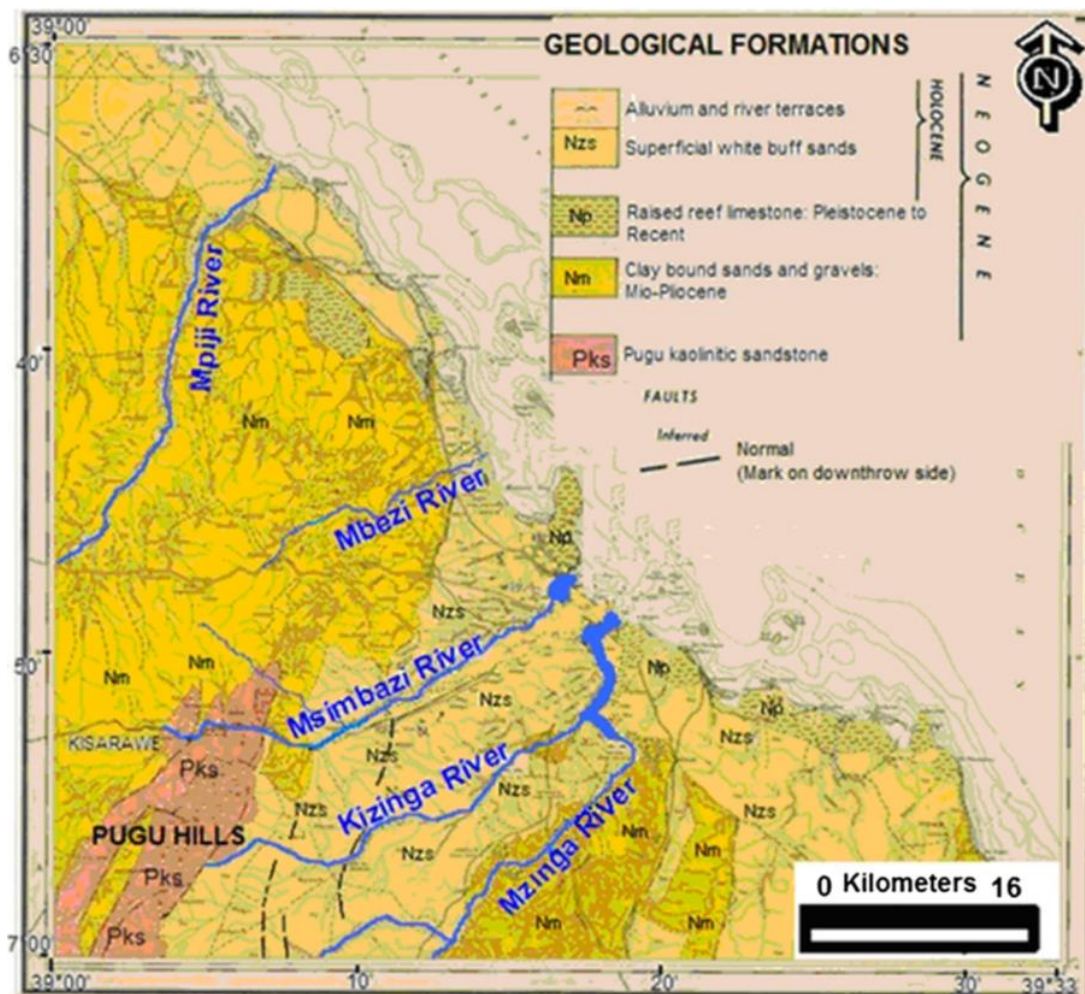 39°00'
6°30'
GEOLOGICAL FORMATIONS
N
Alluvium and river terraces
Nzs Superficial white buff sands
Np Raised reef limestone: Pleistocene to
Recent
Nm Clay bound sands and gravels:
Mio-Pliocene
Pks Pugu kaolinitic sandstone
HOLOCENE
NEOGENE
FAULTS
Inferred
Normal
(Mark on downthrow side)
Mpiji River
40'
Nm
Nm
Mbezi River
Np
Nzs
50'
Nm
Nm
Msimbazi River
Nzs
Np
Np
KISARAWE
Nzs
Nzs
Pks
Kizinga River
Nzs
Nzs
Nzs
PUGU HILLS
Nzs
Mzinga River
Nm
Nm
Pks
Nm
Nm
Pks
0 Kilometers 16
7°00'
39°00'
10'
20'
30'
39°33